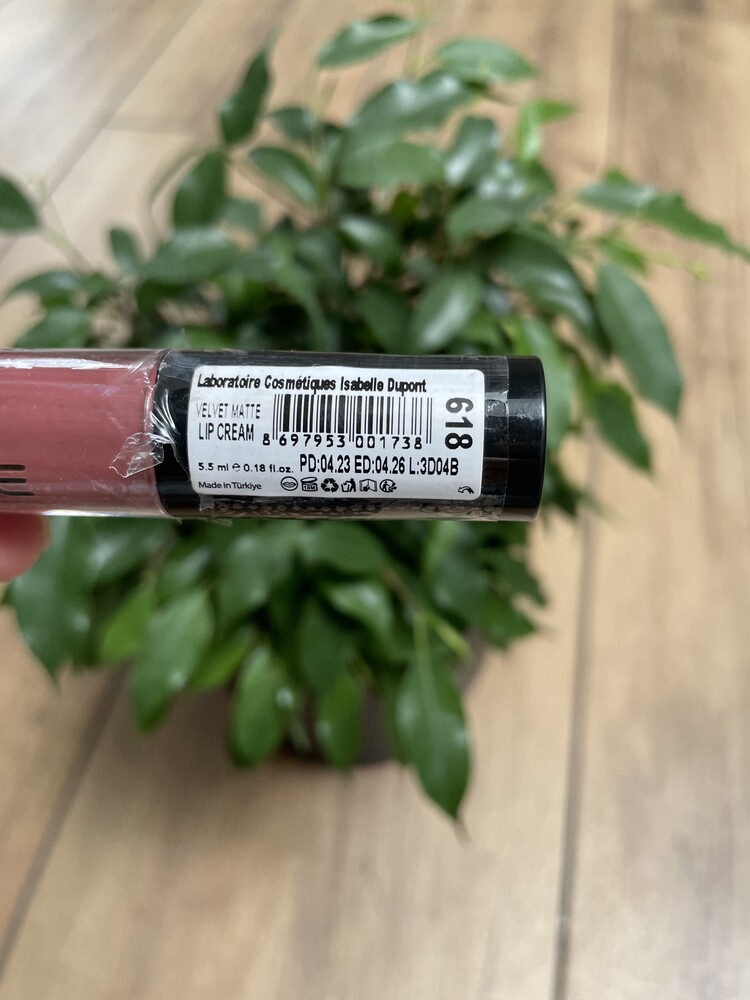 Laboratoire Cosmétiques Isabelle Dupont
VELVET MATTE
LIP CREAM
8 697953 001738
618
5.5 ml e 0.18 fl.oz. PD:04.23 ED:04.26 L:3D04B
Made in Türkiye